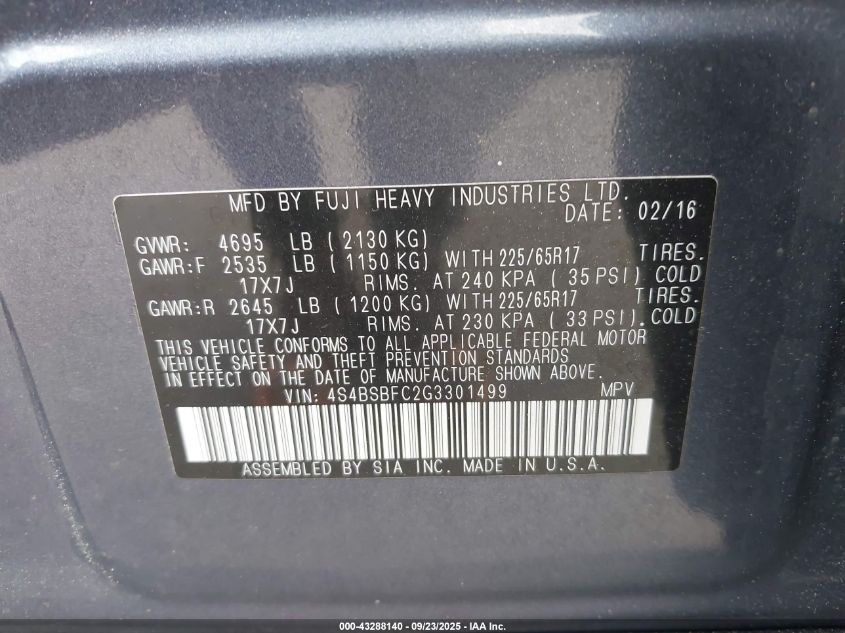 MFD BY FUJI HEAVY INDUSTRIES LTD.
DATE: 02/16
GVWR: 4695 LB ( 2130 KG)
GAWR:F 2535 LB ( 1150 KG) WITH 225/65R17 TIRES.
17X7J RIMS. AT 240 KPA ( 35 PSI) COLD
GAWR:R 2645 LB ( 1200 KG) WITH 225/65R17 TIRES.
17X7J RIMS. AT 230 KPA ( 33 PSI). COLD
THIS VEHICLE CONFORMS TO ALL APPLICABLE FEDERAL MOTOR
VEHICLE SAFETY AND THEFT PREVENTION STANDARDS
IN EFFECT ON THE DATE OF MANUFACTURE SHOWN ABOVE.
VIN: 4S4BSBFC2G3301499 MPV
ASSEMBLED BY SIA INC. MADE IN U.S.A.
000-43288140 - 09/23/2025 - IAA Inc.